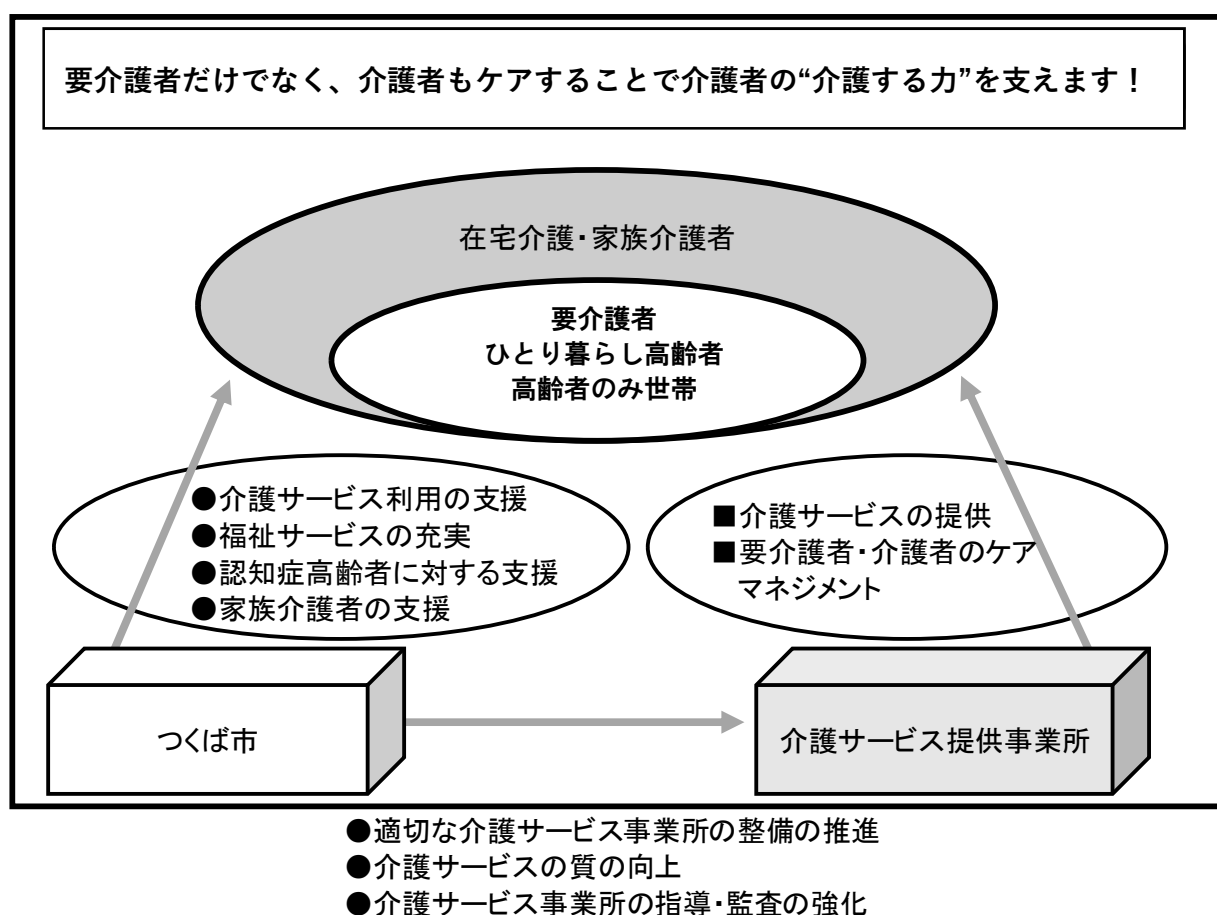 要介護者だけでなく、介護者もケアすることで介護者の“介護する力”を支えます！
在宅介護・家族介護者
要介護者
ひとり暮らし高齢者
高齢者のみ世帯
●介護サービス利用の支援
●福祉サービスの充実
●認知症高齢者に対する支援
●家族介護者の支援
■介護サービスの提供
■要介護者・介護者のケア
マネジメント
つくば市
介護サービス提供事業所
●適切な介護サービス事業所の整備の推進
●介護サービスの質の向上
●介護サービス事業所の指導・監査の強化